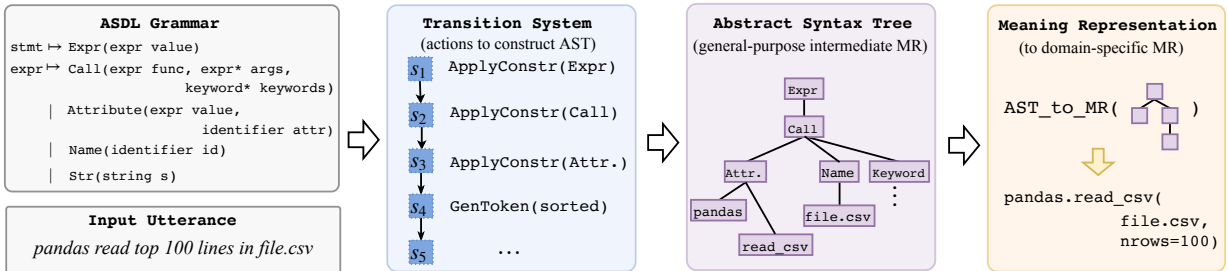 ASDL Grammar
stmt ↦ Expr(expr value)
expr ↦ Call(expr func, expr* args,
keyword* keywords)
| Attribute(expr value,
identifier attr)
| Name(identifier id)
| Str(string s)
Input Utterance
pandas read top 100 lines in file.csv
Transition System
(actions to construct AST)
s1 ApplyConstr(Expr)
s2 ApplyConstr(Call)
s3 ApplyConstr(Attr.)
s4 GenToken(sorted)
s5 ...
Abstract Syntax Tree
(general-purpose intermediate MR)
Expr
Call
Attr. Name Keyword
pandas file.csv ⋮
read_csv
Meaning Representation
(to domain-specific MR)
AST_to_MR( )
pandas.read_csv(
file.csv,
nrows=100)